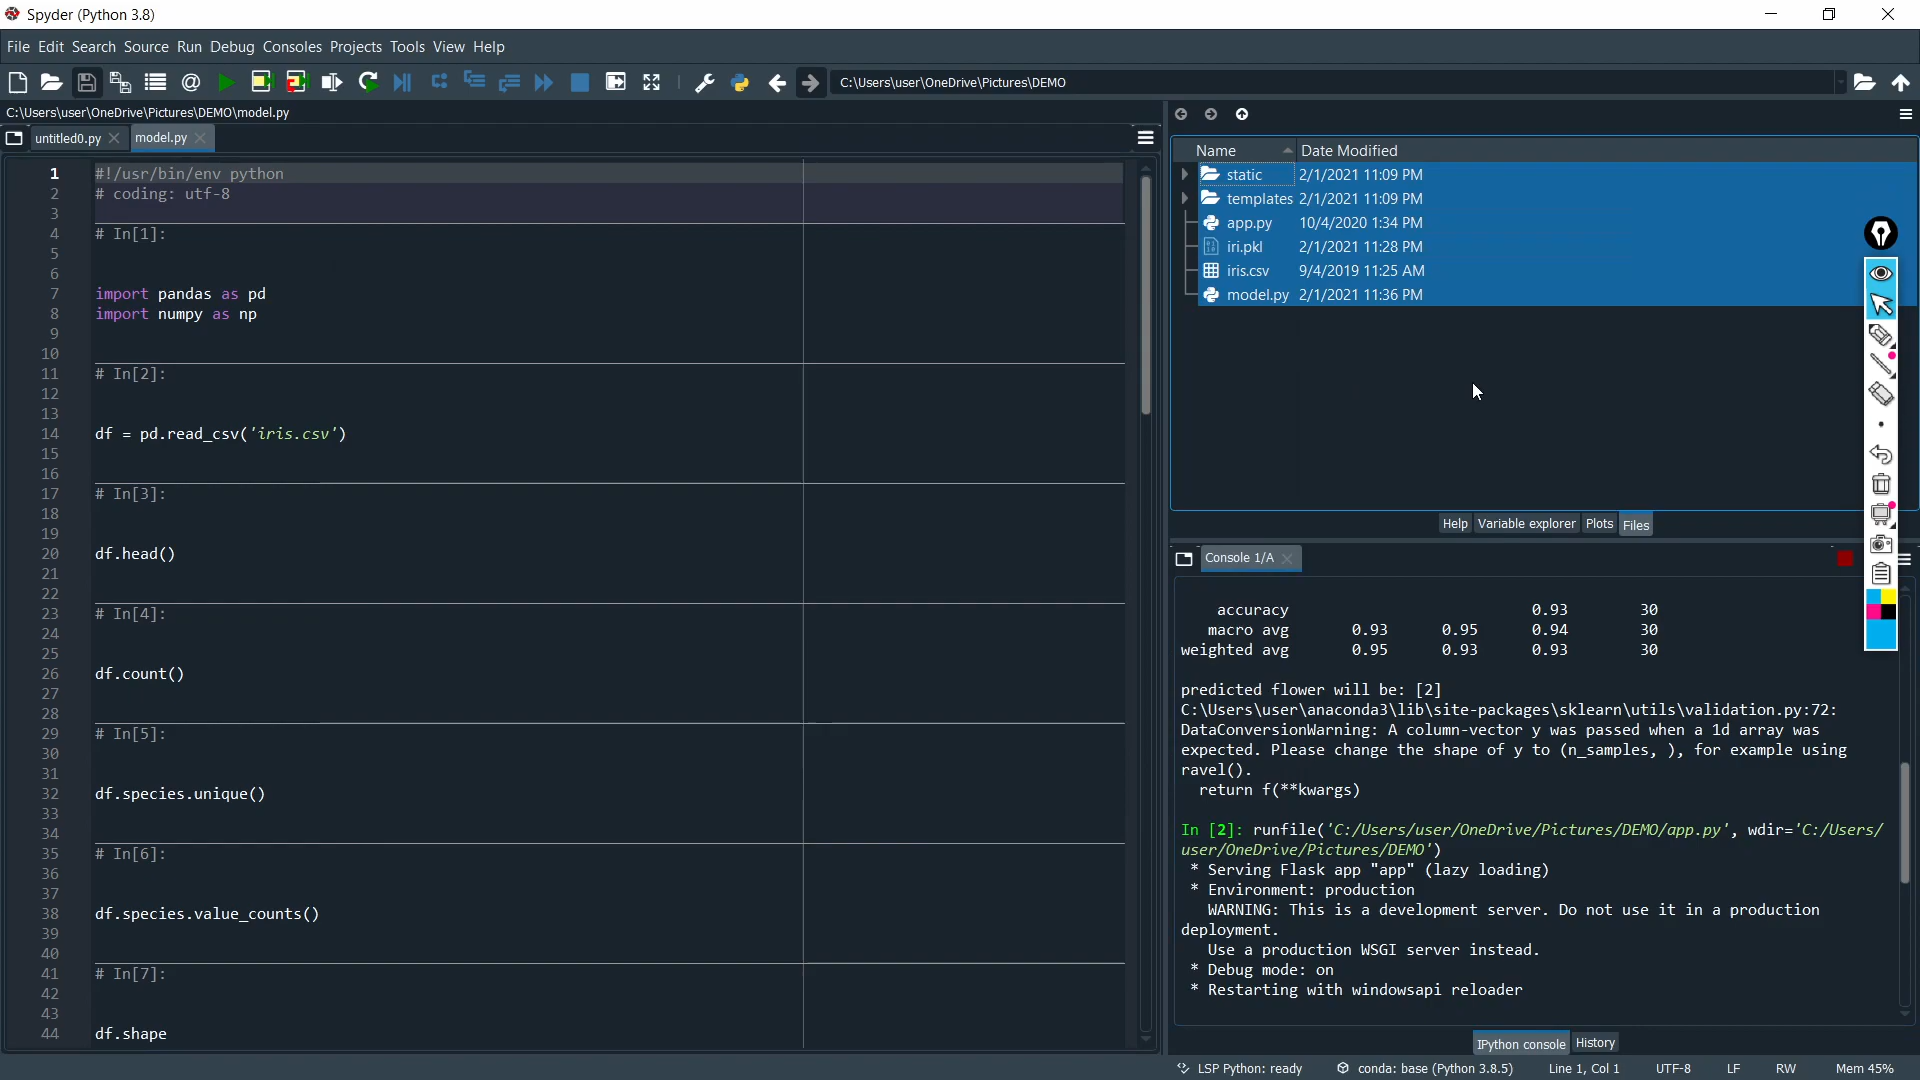 Spyder (Python 3.8)
File Edit Search Source Run Debug Consoles Projects Tools View Help
C:\Users\user\OneDrive\Pictures\DEMO
C:\Users\user\OneDrive\Pictures\DEMO\model.py
untitled0.py
model.py
1 #!/usr/bin/env python
2 # coding: utf-8
3
4 # In[1]:
5
6
7 import pandas as pd
8 import numpy as np
9
10
11 # In[2]:
12
13
14 df = pd.read_csv('iris.csv')
15
16
17 # In[3]:
18
19
20 df.head()
21
22
23 # In[4]:
24
25
26 df.count()
27
28
29 # In[5]:
30
31
32 df.species.unique()
33
34
35 # In[6]:
36
37
38 df.species.value_counts()
39
40
41 # In[7]:
42
43
44 df.shape
Name Date Modified
static 2/1/2021 11:09 PM
templates 2/1/2021 11:09 PM
app.py 10/4/2020 1:34 PM
iri.pkl 2/1/2021 11:28 PM
iris.csv 9/4/2019 11:25 AM
model.py 2/1/2021 11:36 PM
Help Variable explorer Plots Files
Console 1/A
accuracy 0.93 30
macro avg 0.93 0.95 0.94 30
weighted avg 0.95 0.93 0.93 30
predicted flower will be: [2]
C:\Users\user\anaconda3\lib\site-packages\sklearn\utils\validation.py:72:
DataConversionWarning: A column-vector y was passed when a 1d array was
expected. Please change the shape of y to (n_samples, ), for example using
ravel().
return f(**kwargs)
In [2]: runfile('C:/Users/user/OneDrive/Pictures/DEMO/app.py', wdir='C:/Users/
user/OneDrive/Pictures/DEMO')
* Serving Flask app "app" (lazy loading)
* Environment: production
WARNING: This is a development server. Do not use it in a production
deployment.
Use a production WSGI server instead.
* Debug mode: on
* Restarting with windowsapi reloader
IPython console History
LSP Python: ready conda: base (Python 3.8.5) Line 1, Col 1 UTF-8 LF RW Mem 45%